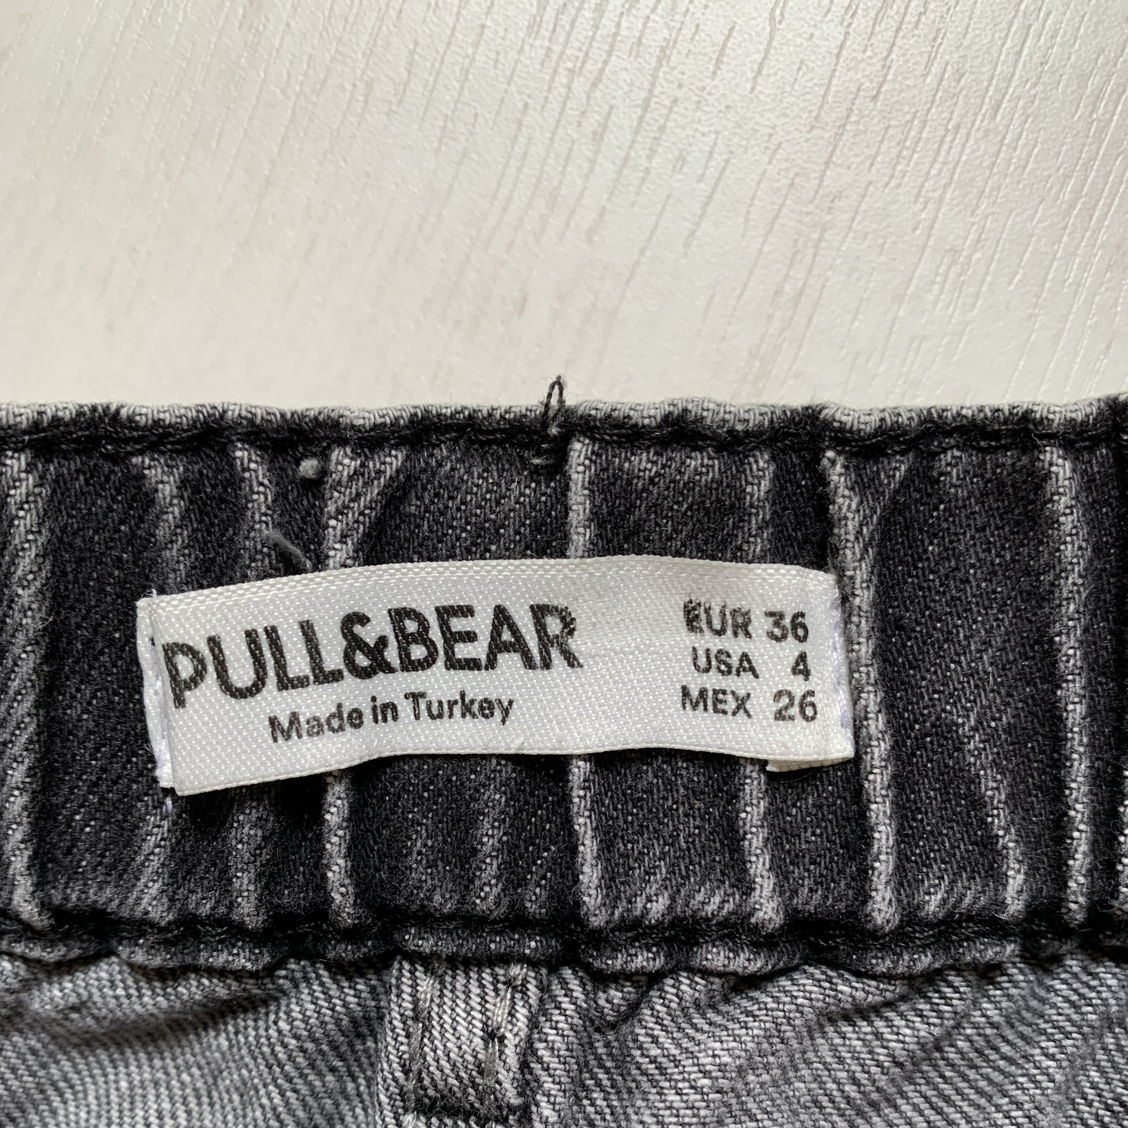 PULL&BEAR
Made in Turkey
EUR 36
USA 4
MEX 26